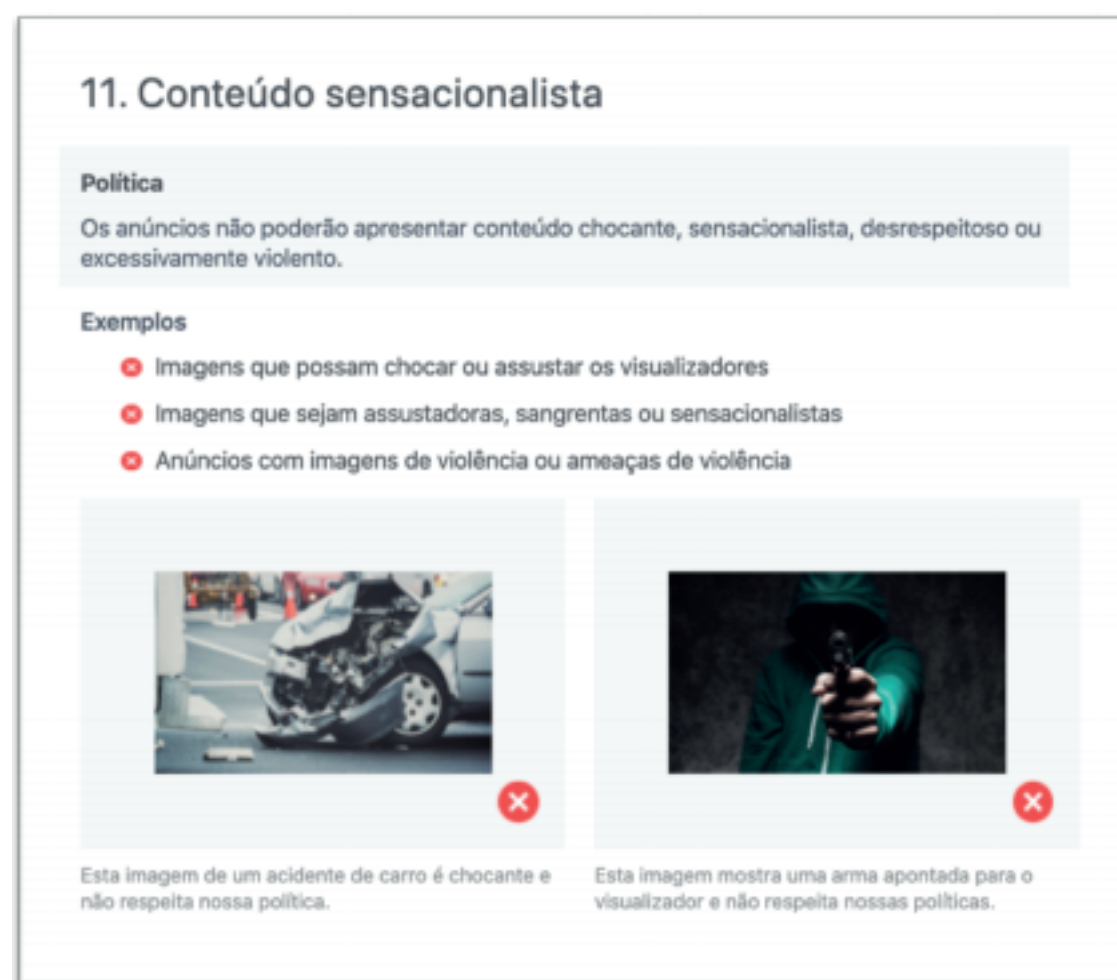 11. Conteúdo sensacionalista
Política
Os anúncios não poderão apresentar conteúdo chocante, sensacionalista, desrespeitoso ou
excessivamente violento.
Exemplos
Imagens que possam chocar ou assustar os visualizadores
Imagens que sejam assustadoras, sangrentas ou sensacionalistas
Anúncios com imagens de violência ou ameaças de violência
Esta imagem de um acidente de carro é chocante e
não respeita nossa política.
Esta imagem mostra uma arma apontada para o
visualizador e não respeita nossas políticas.